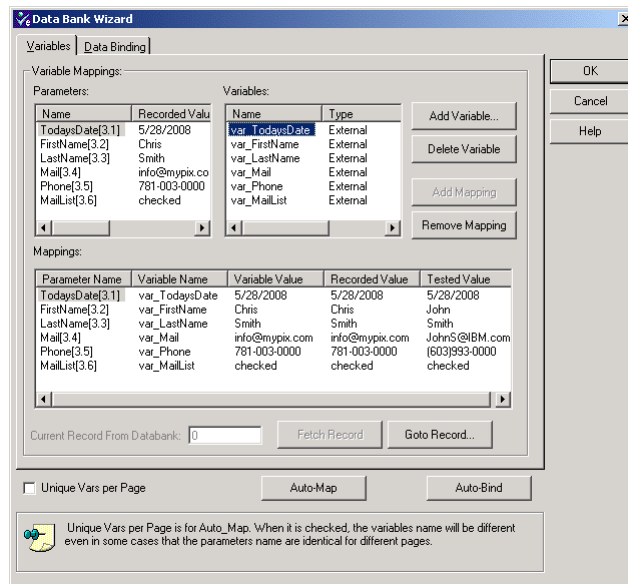 Data Bank Wizard
Variables Data Binding
Variable Mappings:
Parameters: Variables:
Name Recorded Valu Name Type
TodaysDate[3.1] 5/28/2008 var_TodaysDate External
FirstName[3.2] Chris var_FirstName External
LastName[3.3] Smith var_LastName External
Mail[3.4] info@mypix.co var_Mail External
Phone[3.5] 781-003-0000 var_Phone External
MailList[3.6] checked var_MailList External
Add Variable...
Delete Variable
Add Mapping
Remove Mapping
OK
Cancel
Help
Mappings:
Parameter Name Variable Name Variable Value Recorded Value Tested Value
TodaysDate[3.1] var_TodaysDate 5/28/2008 5/28/2008 5/28/2008
FirstName[3.2] var_FirstName Chris Chris John
LastName[3.3] var_LastName Smith Smith Smith
Mail[3.4] var_Mail info@mypix.com info@mypix.com JohnS@IBM.com
Phone[3.5] var_Phone 781-003-0000 781-003-0000 (603)993-0000
MailList[3.6] var_MailList checked checked checked
Current Record From Databank: 0 Fetch Record Goto Record...
Unique Vars per Page Auto-Map Auto-Bind
Unique Vars per Page is for Auto_Map. When it is checked, the variables name will be different
even in some cases that the parameters name are identical for different pages.